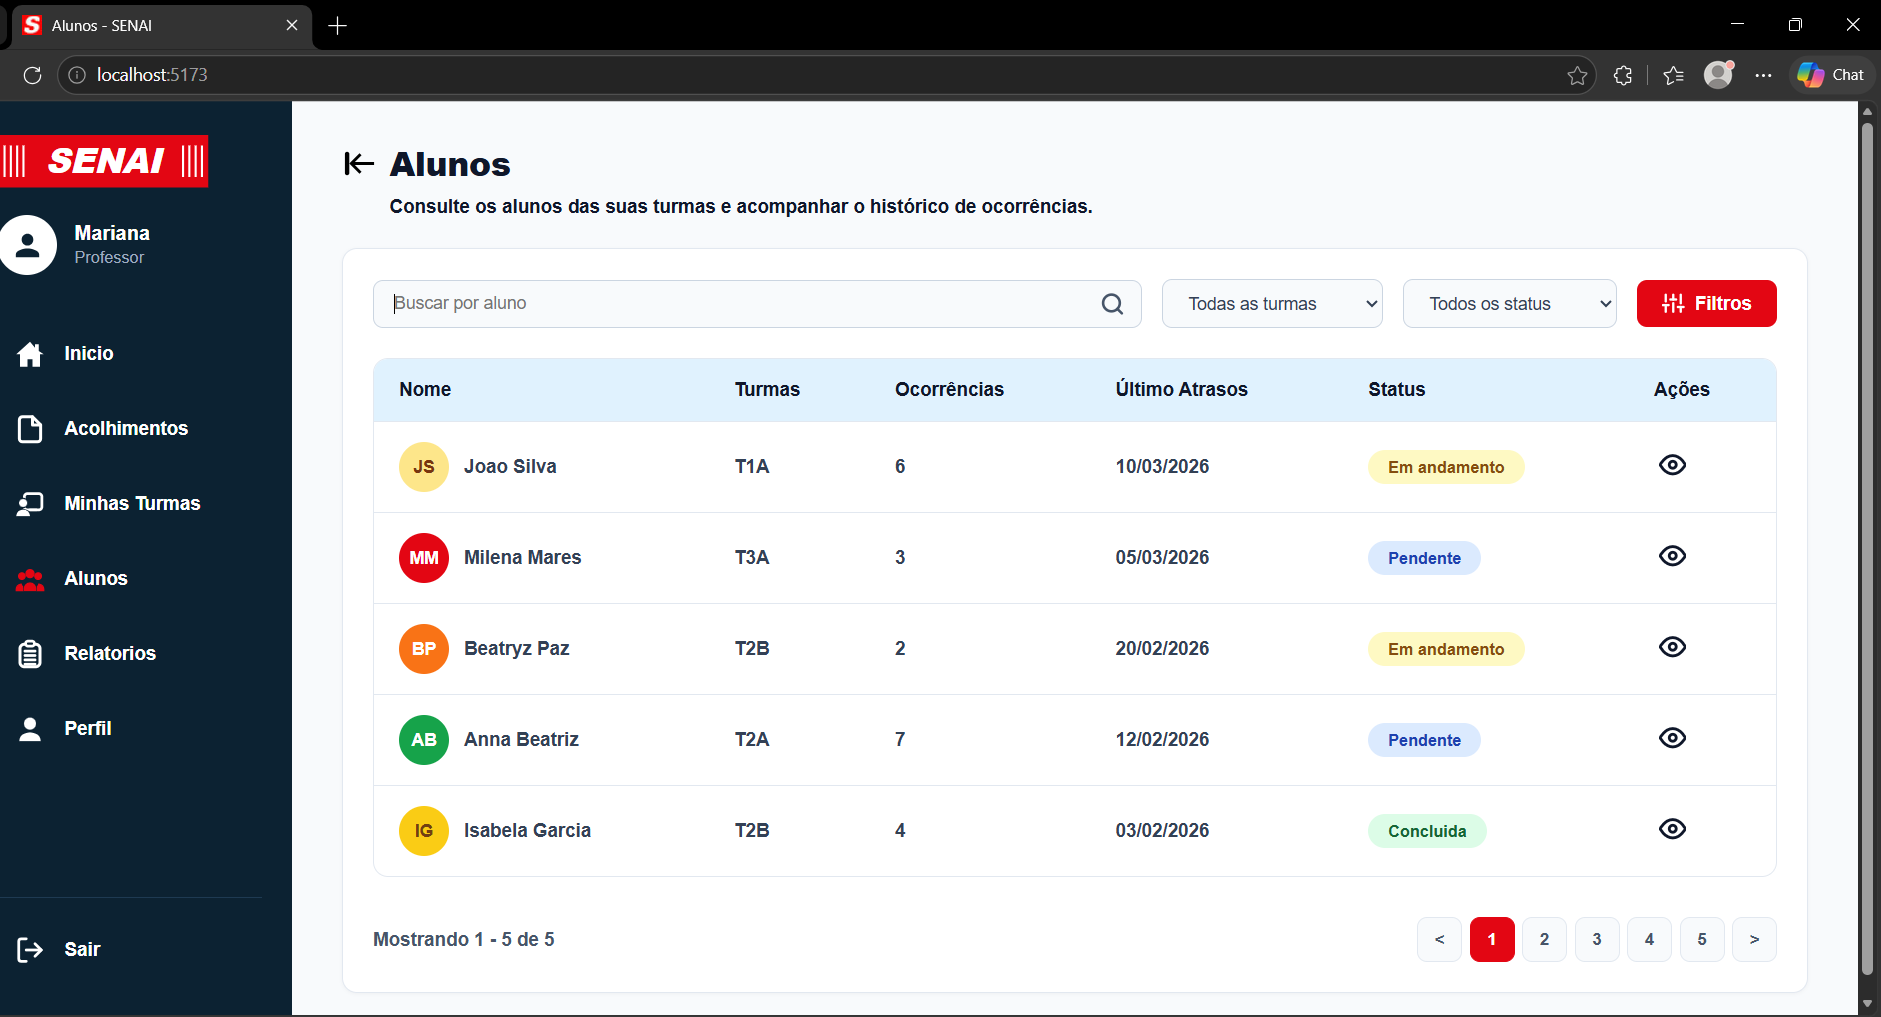 Alunos - SENAI
localhost:5173
Chat
SENAI
Mariana
Professor
Inicio
Acolhimentos
Minhas Turmas
Alunos
Relatorios
Perfil
Sair
Alunos
Consulte os alunos das suas turmas e acompanhar o histórico de ocorrências.
Buscar por aluno
Todas as turmas
Todos os status
Filtros
Nome Turmas Ocorrências Último Atrasos Status Ações
JS Joao Silva T1A 6 10/03/2026 Em andamento
MM Milena Mares T3A 3 05/03/2026 Pendente
BP Beatryz Paz T2B 2 20/02/2026 Em andamento
AB Anna Beatriz T2A 7 12/02/2026 Pendente
IG Isabela Garcia T2B 4 03/02/2026 Concluida
Mostrando 1 - 5 de 5
< 1 2 3 4 5 >